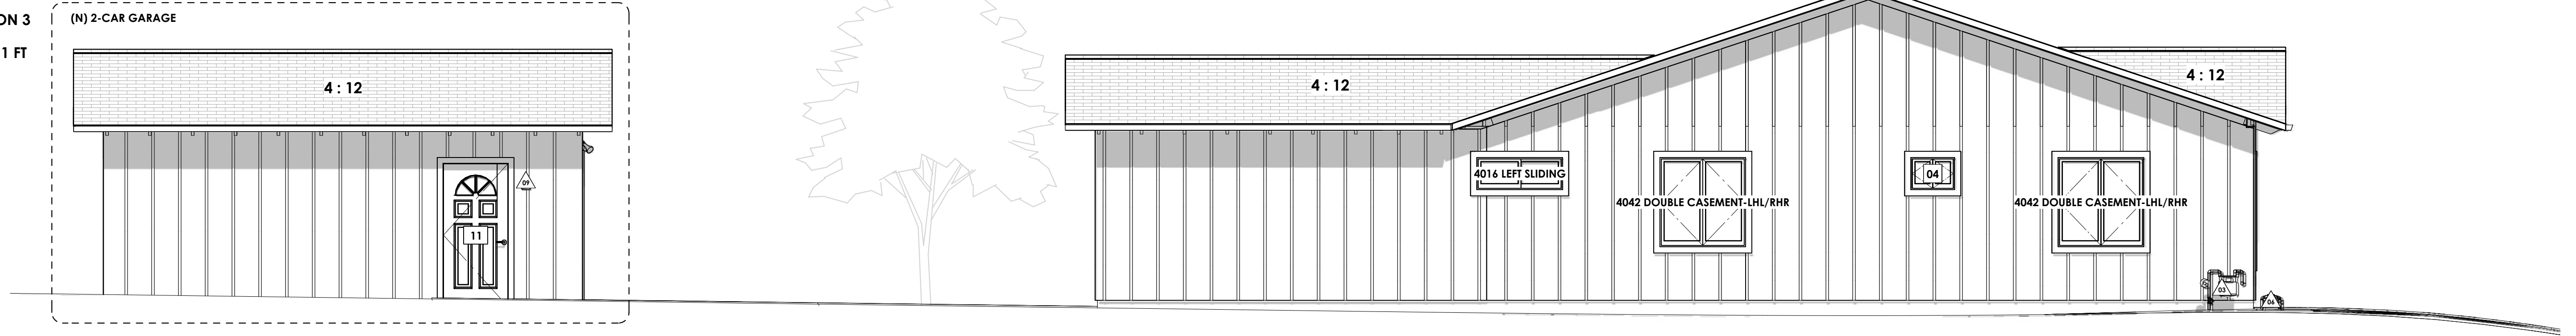 ON 3
1 FT
(N) 2-CAR GARAGE
4 : 12
09
11
4 : 12
4 : 12
4016 LEFT SLIDING
4042 DOUBLE CASEMENT-LHL/RHR
04
4042 DOUBLE CASEMENT-LHL/RHR
03
06